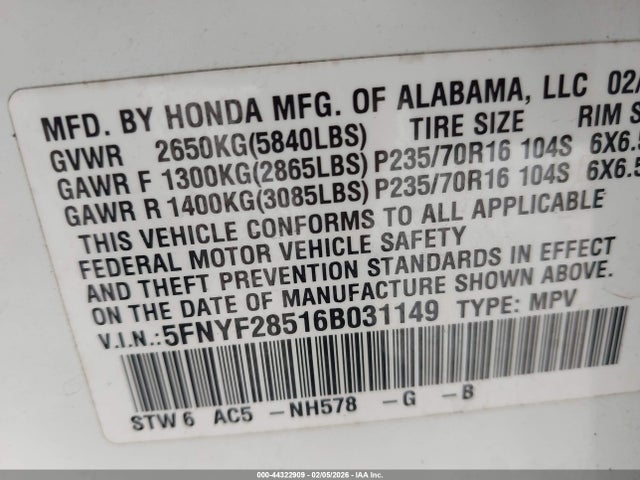 MFD. BY HONDA MFG. OF ALABAMA, LLC 02/
GVWR 2650KG(5840LBS) TIRE SIZE RIM S
GAWR F 1300KG(2865LBS) P235/70R16 104S 6X6.5
GAWR R 1400KG(3085LBS) P235/70R16 104S 6X6.5
THIS VEHICLE CONFORMS TO ALL APPLICABLE
FEDERAL MOTOR VEHICLE SAFETY
AND THEFT PREVENTION STANDARDS IN EFFECT
ON THE DATE OF MANUFACTURE SHOWN ABOVE.
V.I.N.:5FNYF28516B031149 TYPE: MPV
STW 6 AC5 -NH578 -G -B
000-44322909 - 02/05/2026 - IAAI Inc.